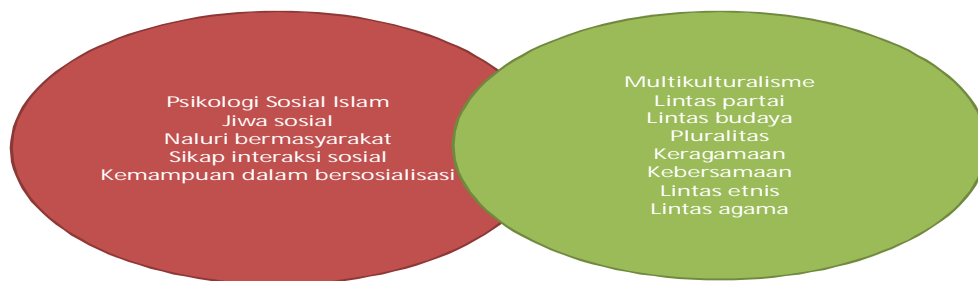 Psikologi Sosial Islam
Jiwa sosial
Naluri bermasyarakat
Sikap interaksi sosial
Kemampuan dalam bersosialisasi
Multikulturalisme
Lintas partai
Lintas budaya
Pluralitas
Keragamaan
Kebersamaan
Lintas etnis
Lintas agama